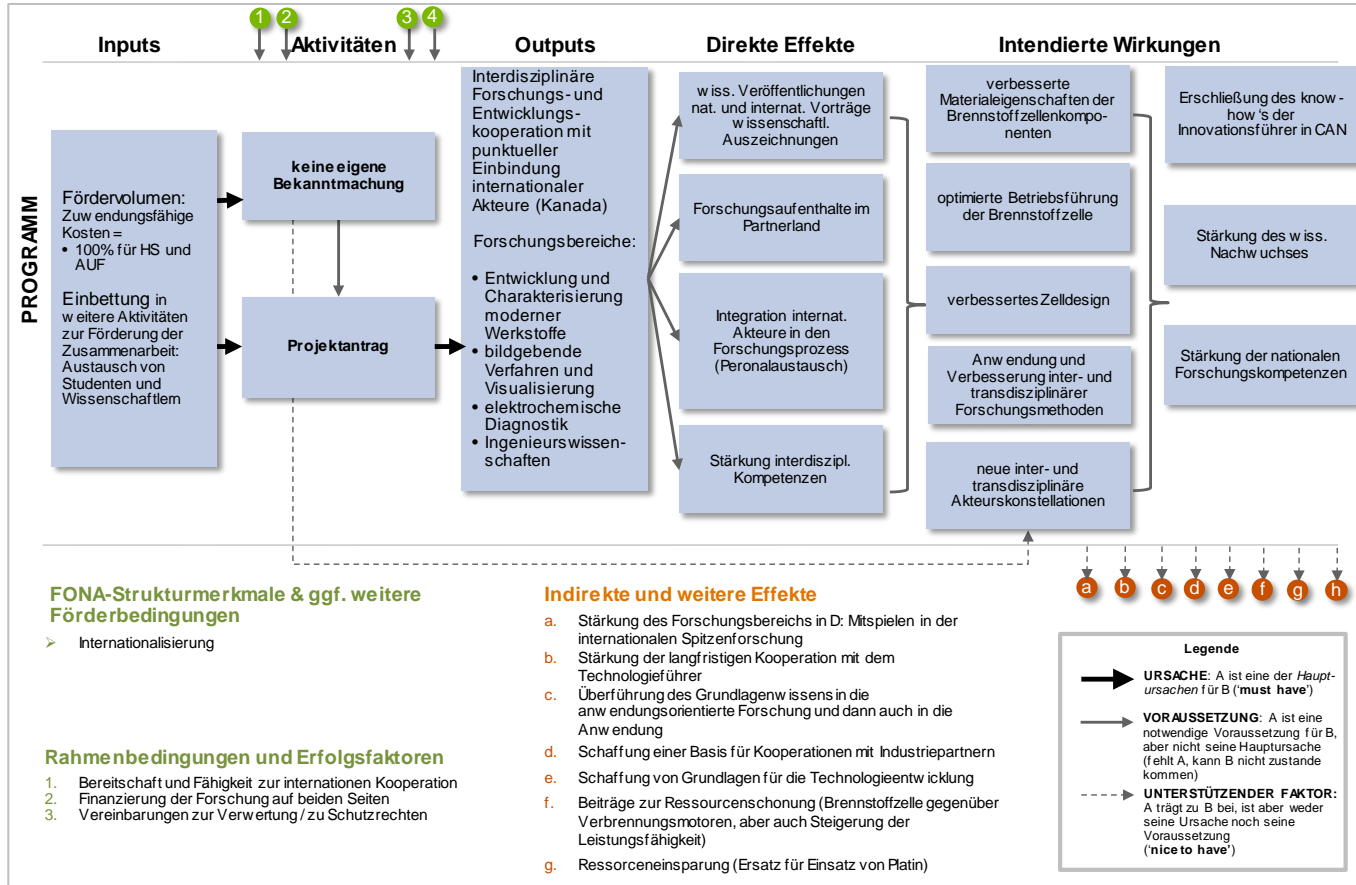 1
2
3
4
Inputs
Aktivitäten
Outputs
Direkte Effekte
Intendierte Wirkungen
PROGRAMM
Fördervolumen:
Zuwendungsfähige
Kosten =
• 100% für HS und
AUF
Einbettung in
weitere Aktivitäten
zur Förderung der
Zusammenarbeit:
Austausch von
Studenten und
Wissenschaftlern
keine eigene
Bekanntmachung
Projektantrag
Interdisziplinäre
Forschungs- und
Entwicklungs-
kooperation mit
punktueller
Einbindung
internationaler
Akteure (Kanada)
Forschungsbereiche:
• Entwicklung und
Charakterisierung
moderner
Werkstoffe
• bildgebende
Verfahren und
Visualisierung
• elektrochemische
Diagnostik
• Ingenieurswissen-
schaften
wiss. Veröffentlichungen
nat. und internat. Vorträge
wissenschaftl.
Auszeichnungen
Forschungsaufenthalte im
Partnerland
Integration internat.
Akteure in den
Forschungsprozess
(Peronalaustausch)
Stärkung interdiszipl.
Kompetenzen
verbesserte
Materialeigenschaften der
Brennstoffzellenkompo-
nenten
optimierte Betriebsführung
der Brennstoffzelle
verbessertes Zelldesign
Anwendung und
Verbesserung inter- und
transdisziplinärer
Forschungsmethoden
neue inter- und
transdisziplinäre
Akteurskonstellationen
Erschließung des know-
how's der
Innovationsführer in CAN
Stärkung des wiss.
Nachwuchses
Stärkung der nationalen
Forschungskompetenzen
a
b
c
d
e
f
g
h
FONA-Strukturmerkmale & ggf. weitere
Förderbedingungen
➢ Internationalisierung
Rahmenbedingungen und Erfolgsfaktoren
1. Bereitschaft und Fähigkeit zur internationen Kooperation
2. Finanzierung der Forschung auf beiden Seiten
3. Vereinbarungen zur Verwertung / zu Schutzrechten
Indirekte und weitere Effekte
a. Stärkung des Forschungsbereichs in D: Mitspielen in der
internationalen Spitzenforschung
b. Stärkung der langfristigen Kooperation mit dem
Technologieführer
c. Überführung des Grundlagenwissens in die
anwendungsorientierte Forschung und dann auch in die
Anwendung
d. Schaffung einer Basis für Kooperationen mit Industriepartnern
e. Schaffung von Grundlagen für die Technologieentwicklung
f. Beiträge zur Ressourcenschonung (Brennstoffzelle gegenüber
Verbrennungsmotoren, aber auch Steigerung der
Leistungsfähigkeit)
g. Ressorceneinsparung (Ersatz für Einsatz von Platin)
Legende
URSACHE: A ist eine der Haupt-
ursachen für B ('must have')
VORAUSSETZUNG: A ist eine
notwendige Voraussetzung für B,
aber nicht seine Hauptursache
(fehlt A, kann B nicht zustande
kommen)
UNTERSTÜTZENDER FAKTOR:
A trägt zu B bei, ist aber weder
seine Ursache noch seine
Voraussetzung
('nice to have')